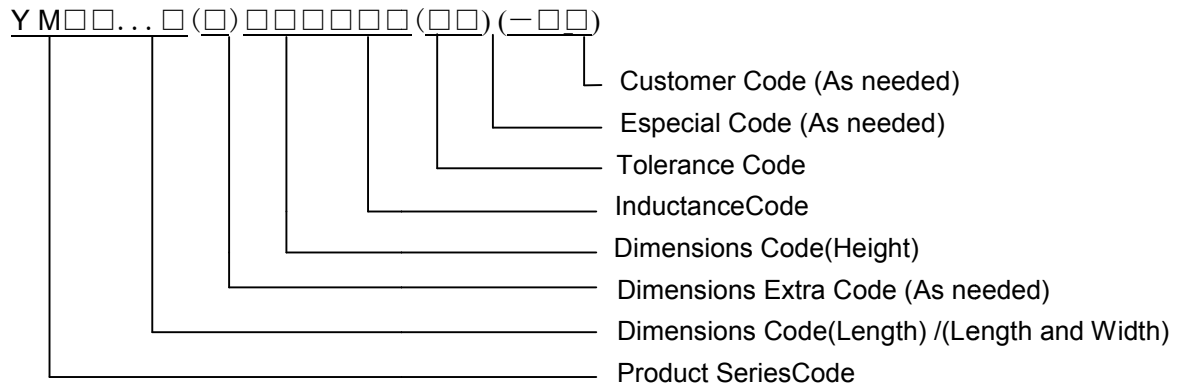 Y M□□...□(□)□□□□□□(□□)(－□□)
Customer Code (As needed)
Especial Code (As needed)
Tolerance Code
InductanceCode
Dimensions Code(Height)
Dimensions Extra Code (As needed)
Dimensions Code(Length) /(Length and Width)
Product SeriesCode